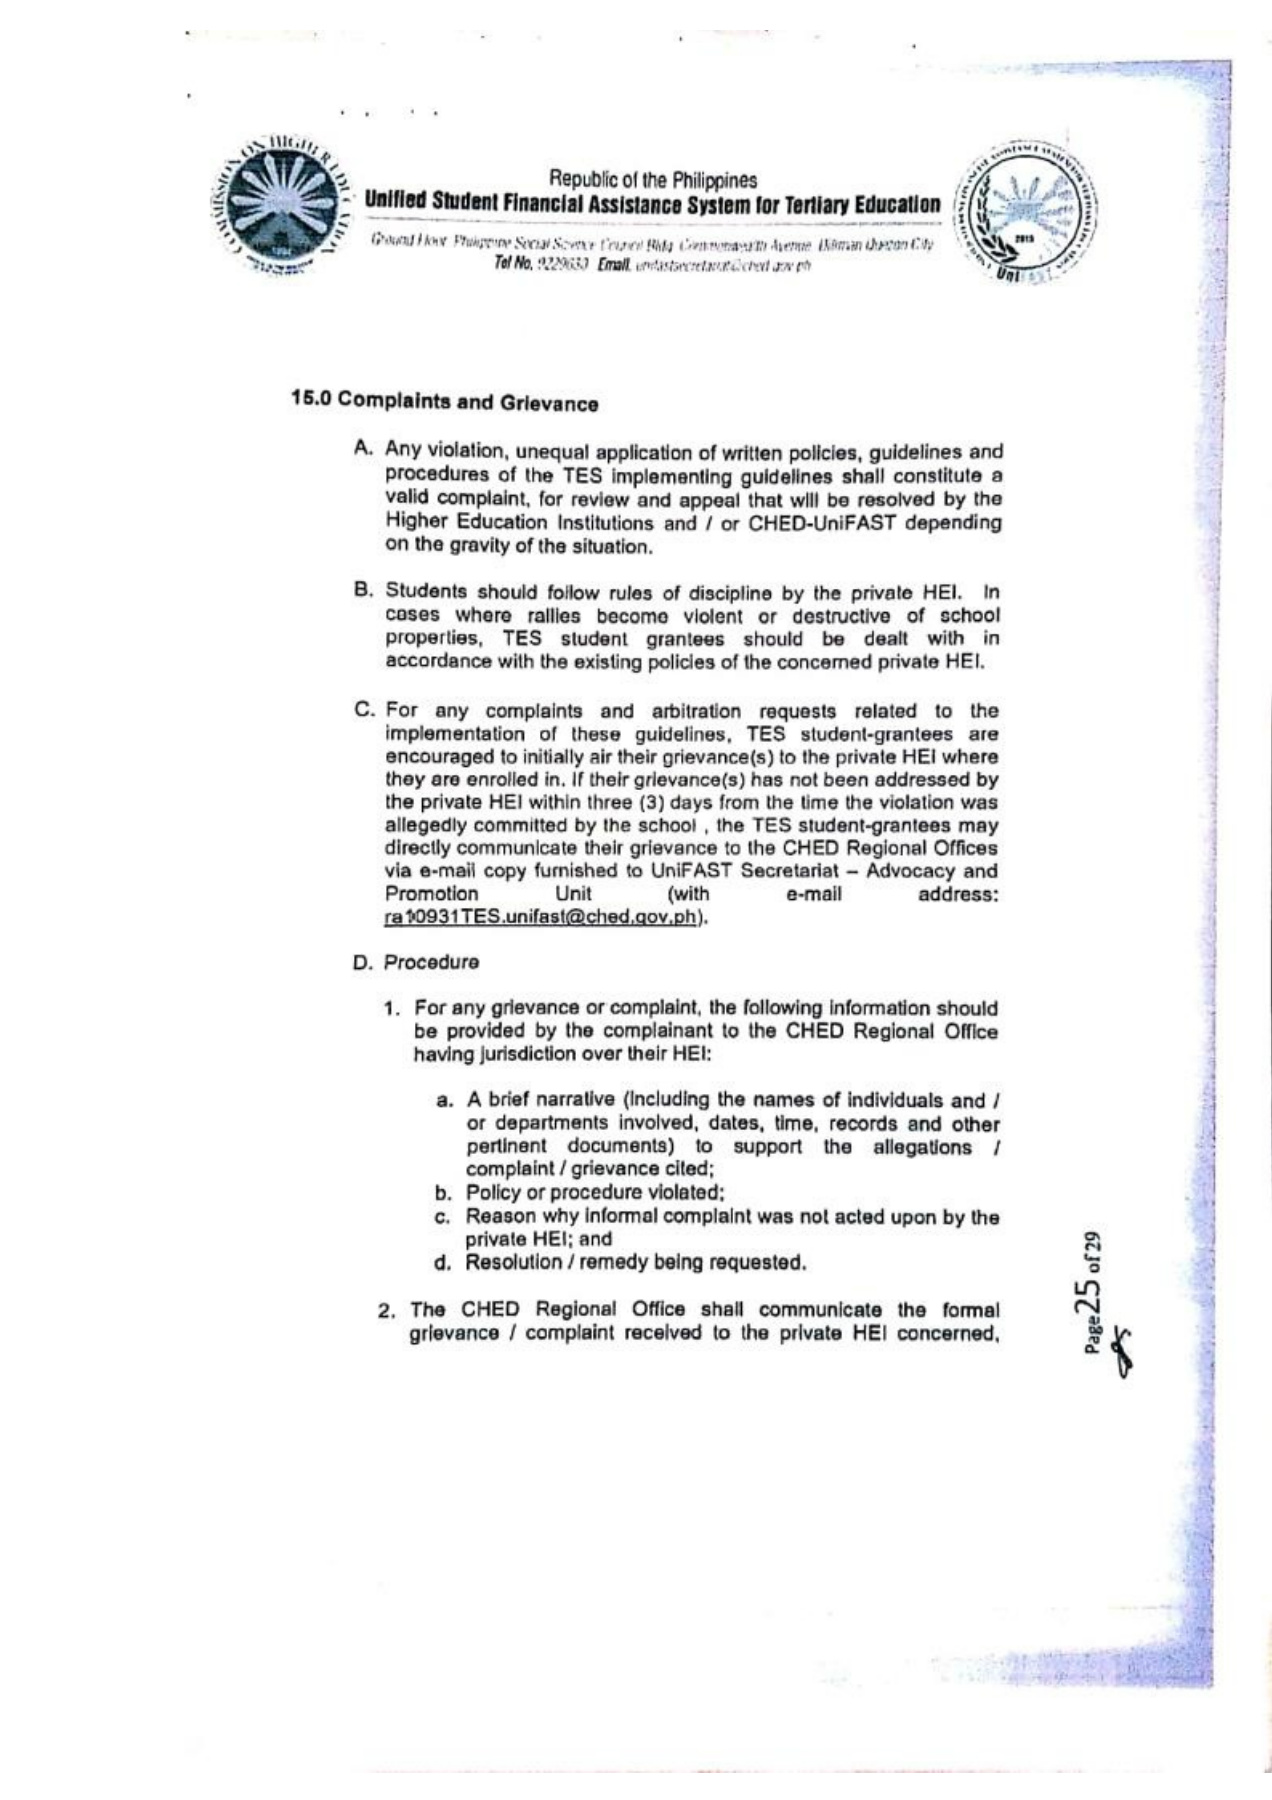 COMMISSION ON HIGHER EDUCATION
Republic of the Philippines
Unified Student Financial Assistance System for Tertiary Education
Ground Floor Philippine Social Science Council Bldg Commonwealth Avenue Diliman Quezon City
Tel No. 9229633 Email. unifastsecretariat@ched.gov.ph
2015
UniFAST
15.0 Complaints and Grievance
A. Any violation, unequal application of written policies, guidelines and
procedures of the TES implementing guidelines shall constitute a
valid complaint, for review and appeal that will be resolved by the
Higher Education Institutions and / or CHED-UniFAST depending
on the gravity of the situation.
B. Students should follow rules of discipline by the private HEI. In
cases where rallies become violent or destructive of school
properties, TES student grantees should be dealt with in
accordance with the existing policies of the concerned private HEI.
C. For any complaints and arbitration requests related to the
implementation of these guidelines, TES student-grantees are
encouraged to initially air their grievance(s) to the private HEI where
they are enrolled in. If their grievance(s) has not been addressed by
the private HEI within three (3) days from the time the violation was
allegedly committed by the school , the TES student-grantees may
directly communicate their grievance to the CHED Regional Offices
via e-mail copy furnished to UniFAST Secretariat – Advocacy and
Promotion Unit (with e-mail address:
ra10931TES.unifast@ched.gov.ph).
D. Procedure
1. For any grievance or complaint, the following information should
be provided by the complainant to the CHED Regional Office
having jurisdiction over their HEI:
a. A brief narrative (including the names of individuals and /
or departments involved, dates, time, records and other
pertinent documents) to support the allegations /
complaint / grievance cited;
b. Policy or procedure violated;
c. Reason why informal complaint was not acted upon by the
private HEI; and
d. Resolution / remedy being requested.
2. The CHED Regional Office shall communicate the formal
grievance / complaint received to the private HEI concerned,
Page 25 of 29